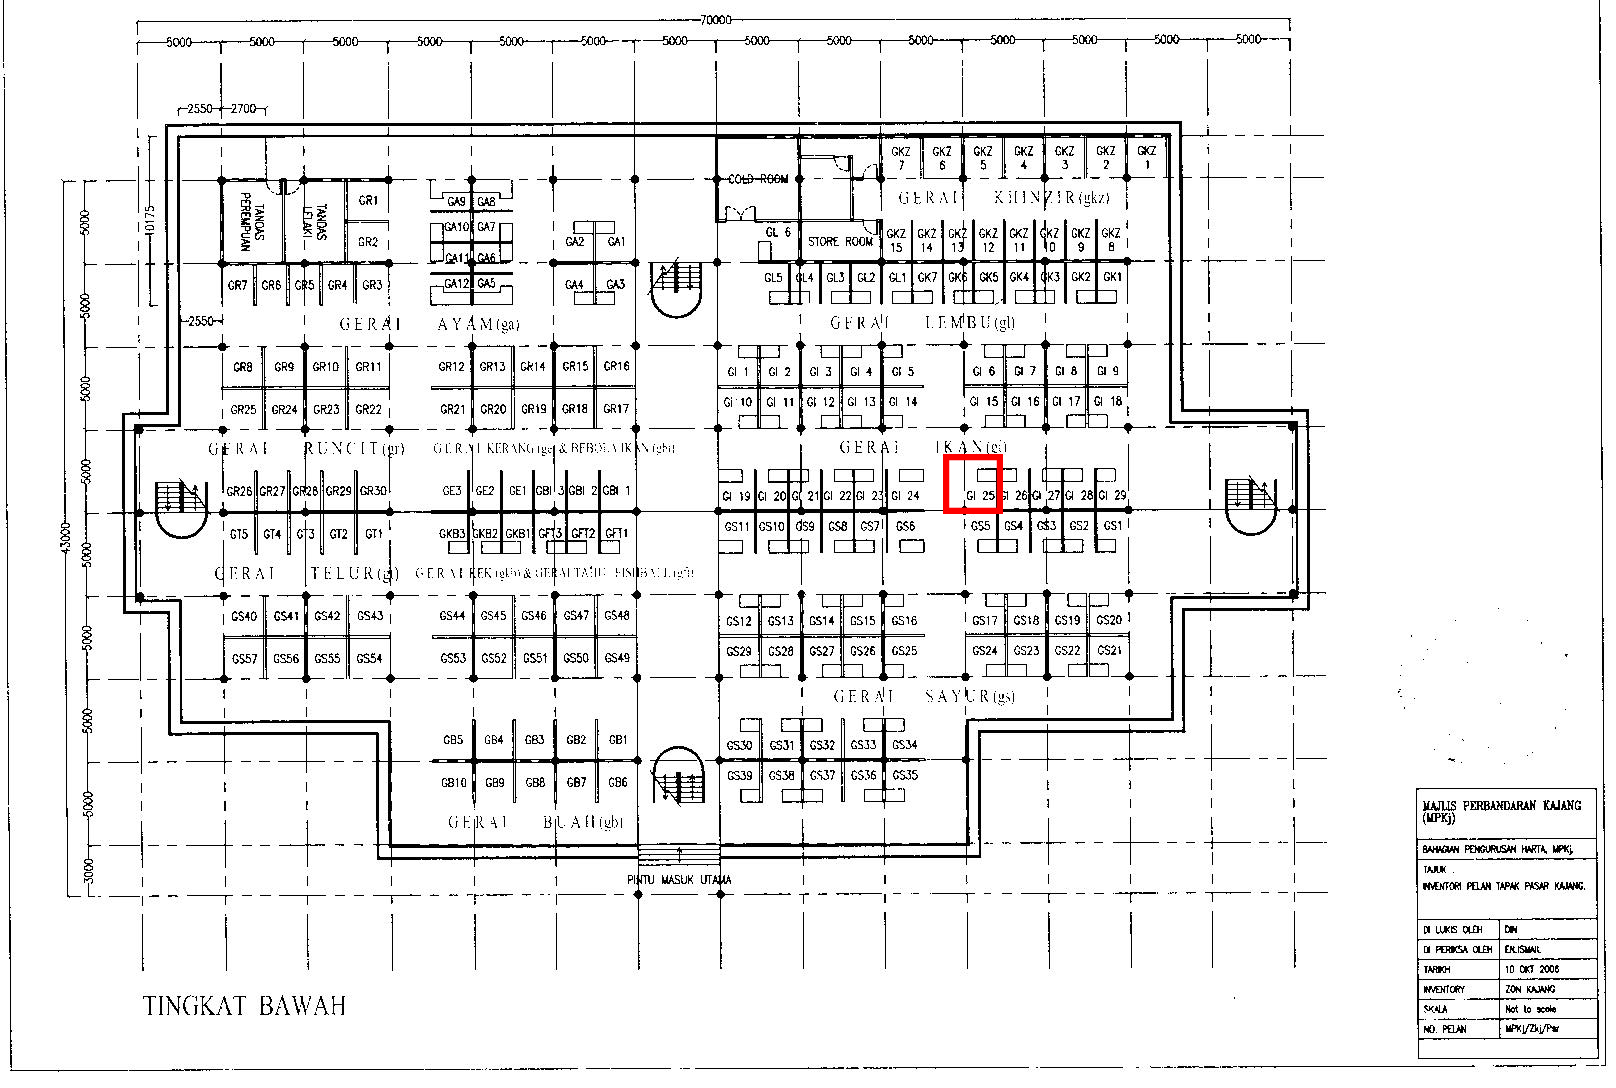 70000
5000 5000 5000 5000 5000 5000 5000 5000 5000 5000 5000 5000 5000 5000
2550 2700
GKZ 7 GKZ 6 GKZ 5 GKZ 4 GKZ 3 GKZ 2 GKZ 1
COLD ROOM
GERAI KHINZIR(gkz)
TANDAS PEREMPUAN
TANDAS LELAKI
GR1
GR2
GA9 GA8
GA10 GA7
GA11 GA6
GA12 GA5
GA2 GA1
GA4 GA3
GL 6
STORE ROOM
GKZ 15 GKZ 14 GKZ 13 GKZ 12 GKZ 11 GKZ 10 GKZ 9 GKZ 8
5000
10175
GR7 GR6 GR5 GR4 GR3
GL5 GL4 GL3 GL2 GL1 GK7 GK6 GK5 GK4 GK3 GK2 GK1
5000
2550
GERAI AYAM(ga)
GERAI LEMBU(gl)
GR8 GR9 GR10 GR11 GR12 GR13 GR14 GR15 GR16
GI 1 GI 2 GI 3 GI 4 GI 5 GI 6 GI 7 GI 8 GI 9
5000
GR25 GR24 GR23 GR22 GR21 GR20 GR19 GR18 GR17
GI 10 GI 11 GI 12 GI 13 GI 14 GI 15 GI 16 GI 17 GI 18
GERAI RUNCIT(gr)
GERAI KERANG(ge) & BEBOLA IKAN(gbi)
GERAI IKAN(gi)
5000
GR26 GR27 GR28 GR29 GR30 GE3 GE2 GE1 GBI 3 GBI 2 GBI 1
GI 19 GI 20 GI 21 GI 22 GI 23 GI 24 GI 25 GI 26 GI 27 GI 28 GI 29
43000
GT5 GT4 GT3 GT2 GT1 GKB3 GKB2 GKB1 GFT3 GFT2 GFT1
GS11 GS10 GS9 GS8 GS7 GS6 GS5 GS4 GS3 GS2 GS1
5000
GERAI TELUR(gt)
GERAI & GERAI
GS40 GS41 GS42 GS43 GS44 GS45 GS46 GS47 GS48
GS12 GS13 GS14 GS15 GS16 GS17 GS18 GS19 GS20
5000
GS57 GS56 GS55 GS54 GS53 GS52 GS51 GS50 GS49
GS29 GS28 GS27 GS26 GS25 GS24 GS23 GS22 GS21
GERAI SAYUR(gs)
5000
GB5 GB4 GB3 GB2 GB1
GS30 GS31 GS32 GS33 GS34
GB10 GB9 GB8 GB7 GB6
GS39 GS38 GS37 GS36 GS35
5000
GERAI BUAH(gb)
3000
PINTU MASUK UTAMA
TINGKAT BAWAH
MAJLIS PERBANDARAN KAJANG
(MPKj)
BAHAGIAN PENGURUSAN HARTA, MPKj.
TAJUK .
INVENTORI PELAN TAPAK PASAR KAJANG.
DI LUKIS OLEH DIN
DI PERIKSA OLEH EN.ISMAIL
TARIKH 10 OKT 2006
INVENTORY ZON KAJANG
SKALA Not to scale
NO. PELAN MPKj/Zkj/Psr